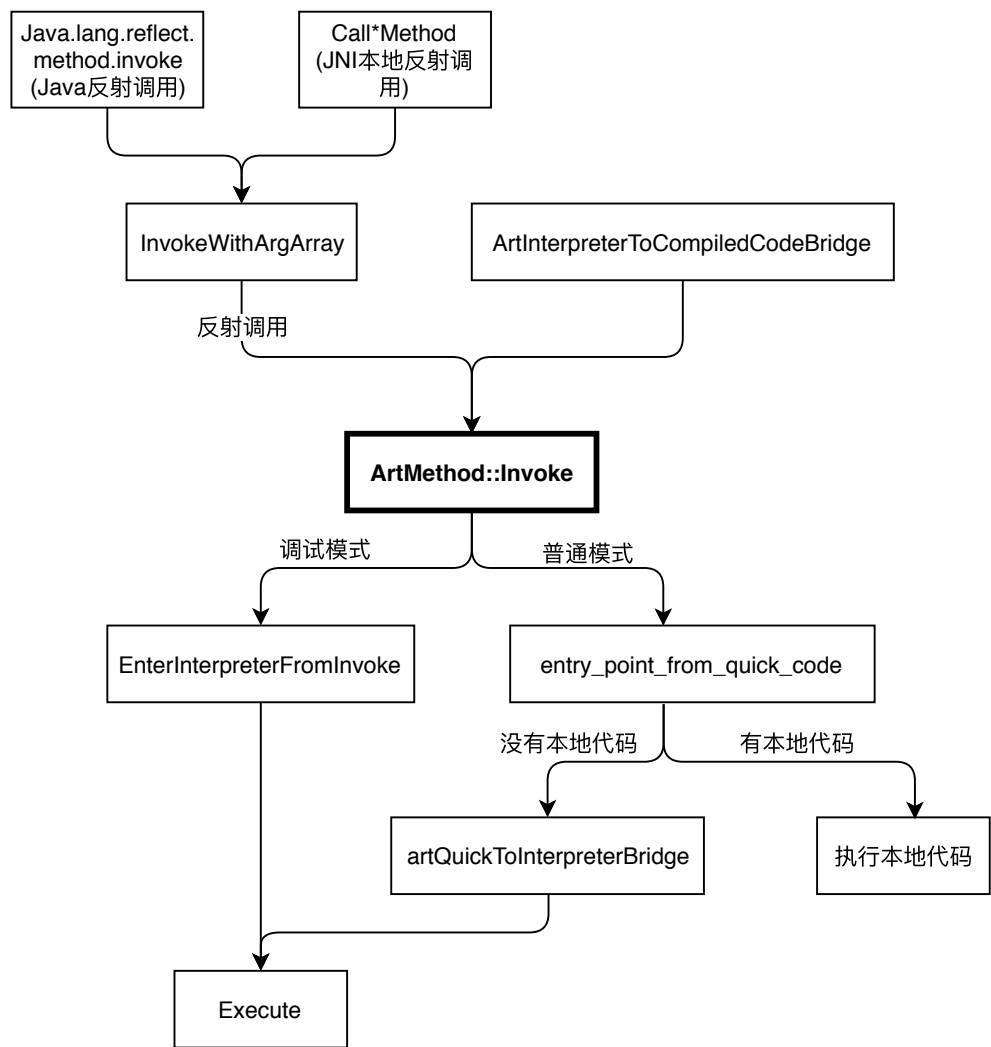 Java.lang.reflect.
method.invoke
(Java反射调用)
Call*Method
(JNI本地反射调
用)
InvokeWithArgArray
ArtInterpreterToCompiledCodeBridge
反射调用
ArtMethod::Invoke
调试模式
普通模式
EnterInterpreterFromInvoke
entry_point_from_quick_code
没有本地代码
有本地代码
artQuickToInterpreterBridge
执行本地代码
Execute